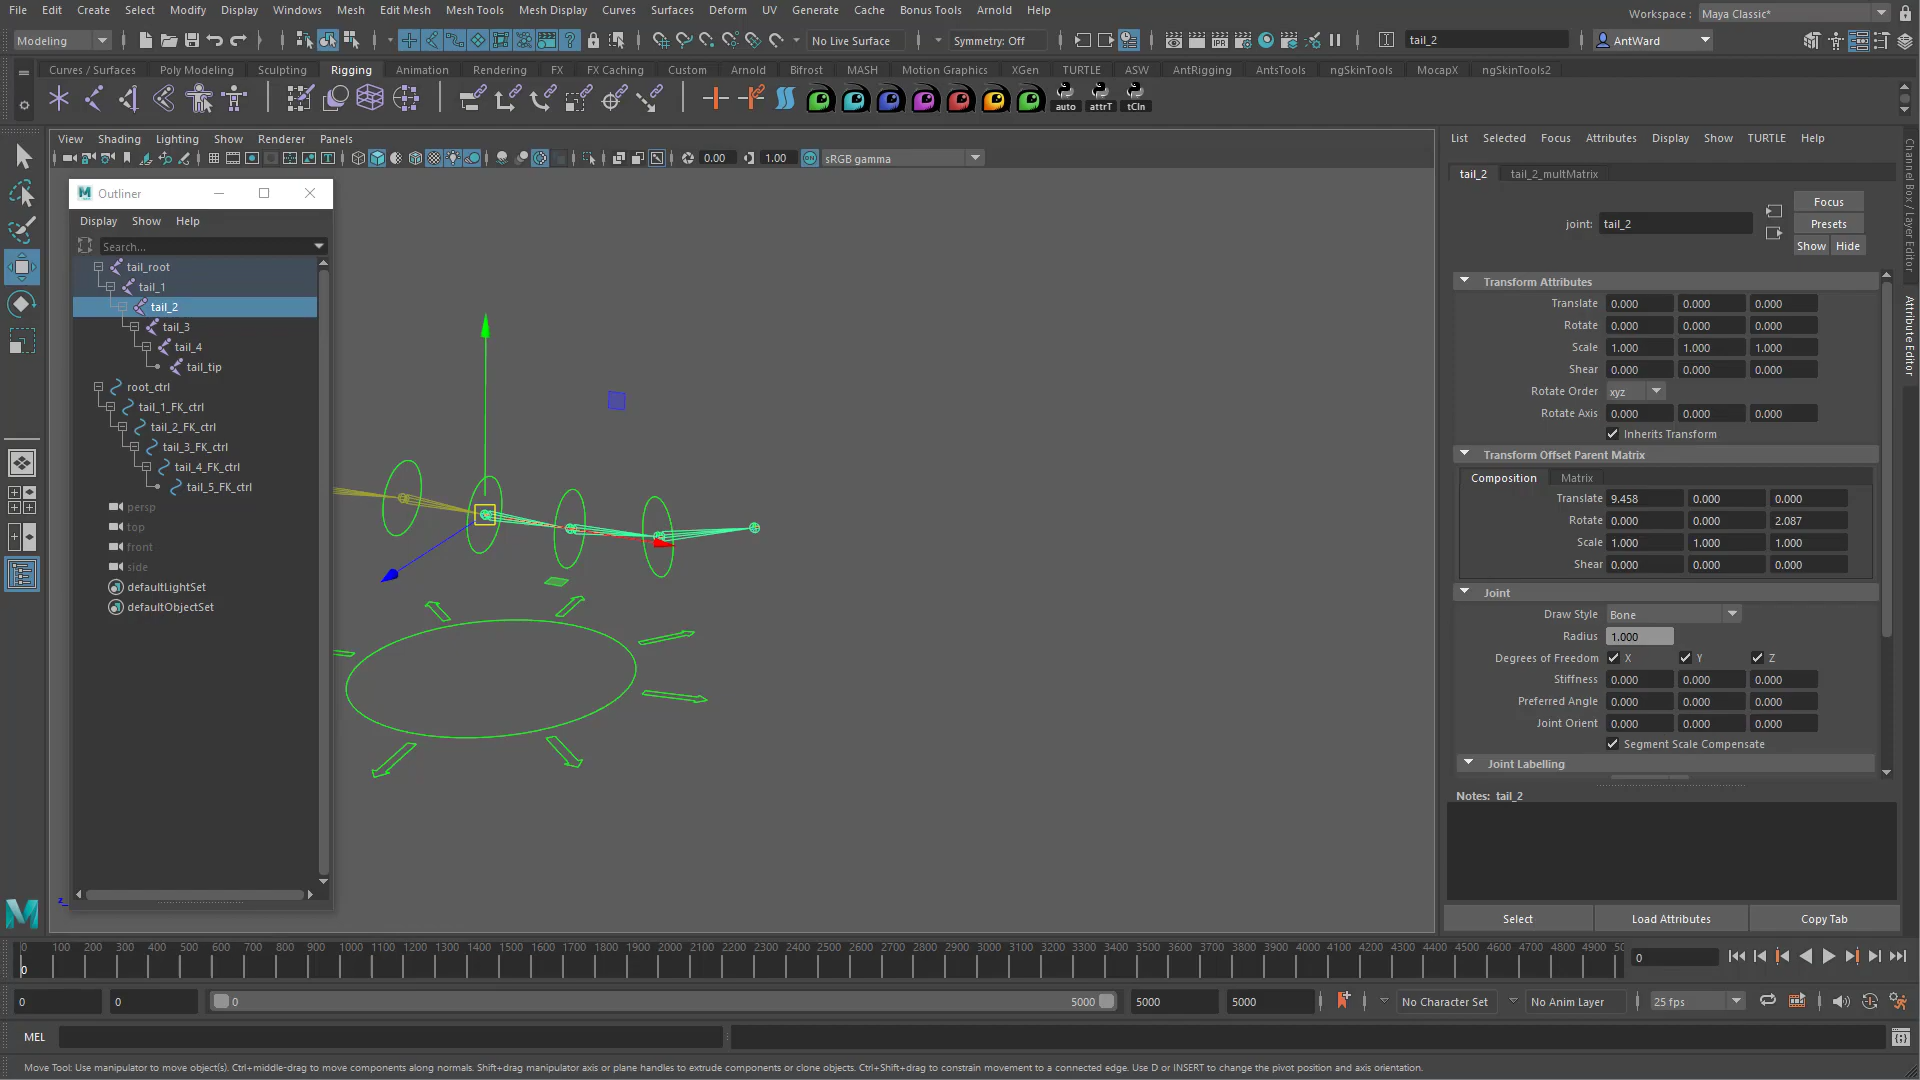 File Edit Create Select Modify Display Windows Mesh Edit Mesh Mesh Tools Mesh Display Curves Surfaces Deform UV Generate Cache Bonus Tools Arnold Help
Workspace : Maya Classic*
Modeling No Live Surface Symmetry: Off tail_2 AntWard
Curves / Surfaces Poly Modeling Sculpting Rigging Animation Rendering FX FX Caching Custom Arnold Bifrost MASH Motion Graphics XGen TURTLE ASW AntRigging AntsTools ngSkinTools MocapX ngSkinTools2
auto attrT tCln
View Shading Lighting Show Renderer Panels
0.00 1.00 ON sRGB gamma
Outliner
Display Show Help
Search...
tail_root
tail_1
tail_2
tail_3
tail_4
tail_tip
root_ctrl
tail_1_FK_ctrl
tail_2_FK_ctrl
tail_3_FK_ctrl
tail_4_FK_ctrl
tail_5_FK_ctrl
persp
top
front
side
defaultLightSet
defaultObjectSet
List Selected Focus Attributes Display Show TURTLE Help
tail_2 tail_2_multMatrix
joint: tail_2
Focus
Presets
Show Hide
Transform Attributes
Translate 0.000 0.000 0.000
Rotate 0.000 0.000 0.000
Scale 1.000 1.000 1.000
Shear 0.000 0.000 0.000
Rotate Order xyz
Rotate Axis 0.000 0.000 0.000
Inherits Transform
Transform Offset Parent Matrix
Composition Matrix
Translate 9.458 0.000 0.000
Rotate 0.000 0.000 2.087
Scale 1.000 1.000 1.000
Shear 0.000 0.000 0.000
Joint
Draw Style Bone
Radius 1.000
Degrees of Freedom X Y Z
Stiffness 0.000 0.000 0.000
Preferred Angle 0.000 0.000 0.000
Joint Orient 0.000 0.000 0.000
Segment Scale Compensate
Joint Labelling
Notes: tail_2
Select Load Attributes Copy Tab
Channel Box / Layer Editor
Attribute Editor
z
0 100 200 300 400 500 600 700 800 900 1000 1100 1200 1300 1400 1500 1600 1700 1800 1900 2000 2100 2200 2300 2400 2500 2600 2700 2800 2900 3000 3100 3200 3300 3400 3500 3600 3700 3800 3900 4000 4100 4200 4300 4400 4500 4600 4700 4800 4900
0
0
0 0 0 5000 5000 5000 No Character Set No Anim Layer 25 fps
MEL
Move Tool: Use manipulator to move object(s). Ctrl+middle-drag to move components along normals. Shift+drag manipulator axis or plane handles to extrude components or clone objects. Ctrl+Shift+drag to constrain movement to a connected edge. Use D or INSERT to change the pivot position and axis orientation.